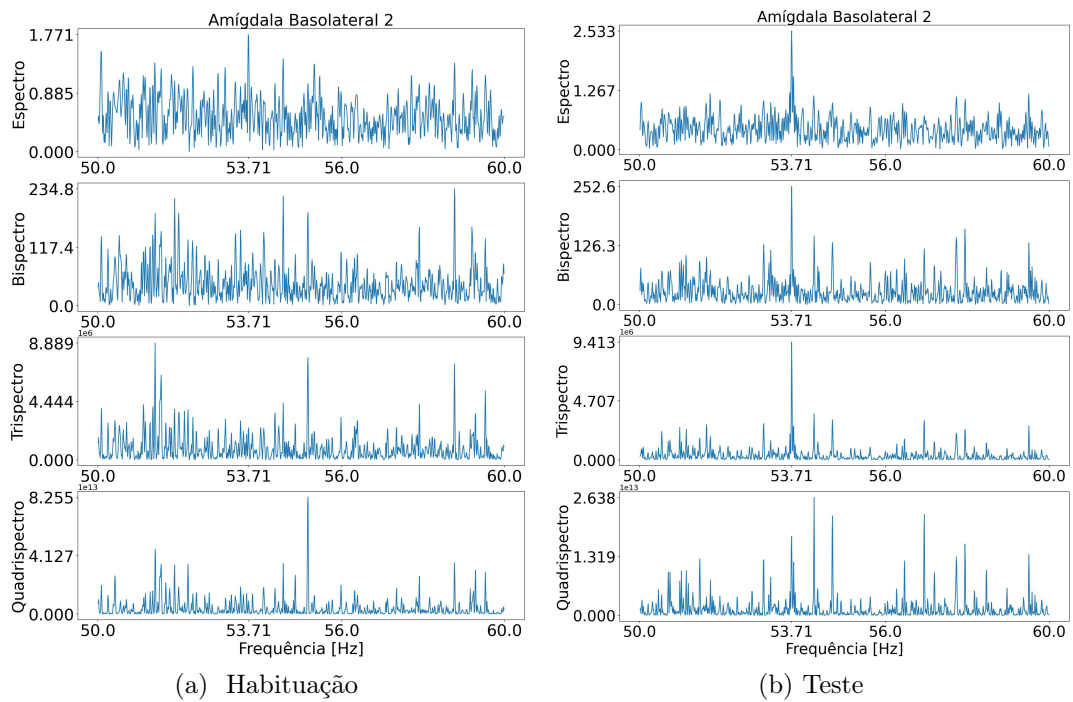 Amígdala Basolateral 2
Espectro
1.771
0.885
0.000
50.0 53.71 56.0 60.0
Bispectro
234.8
117.4
0.0
50.0 53.71 56.0 60.0
1e6
Trispectro
8.889
4.444
0.000
50.0 53.71 56.0 60.0
1e13
Quadrispectro
8.255
4.127
0.000
50.0 53.71 56.0 60.0
Frequência [Hz]
(a) Habituação
Amígdala Basolateral 2
Espectro
2.533
1.267
0.000
50.0 53.71 56.0 60.0
Bispectro
252.6
126.3
0.0
50.0 53.71 56.0 60.0
1e6
Trispectro
9.413
4.707
0.000
50.0 53.71 56.0 60.0
1e13
Quadrispectro
2.638
1.319
0.000
50.0 53.71 56.0 60.0
Frequência [Hz]
(b) Teste